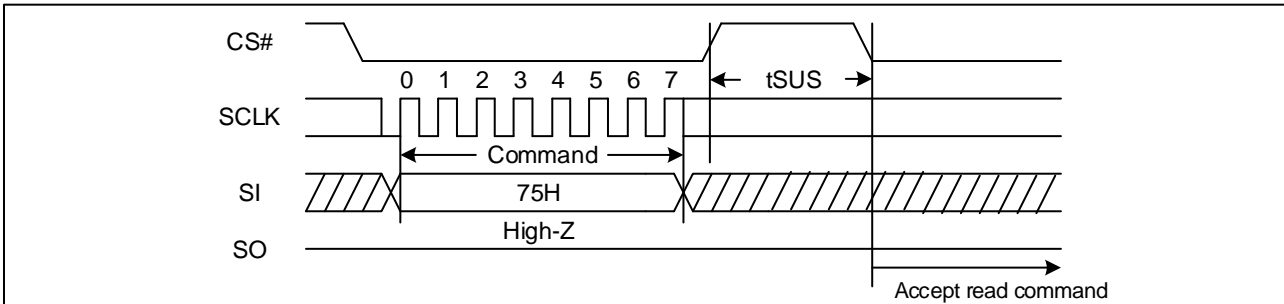 CS#
tSUS
0 1 2 3 4 5 6 7
SCLK
Command
SI
75H
High-Z
SO
Accept read command